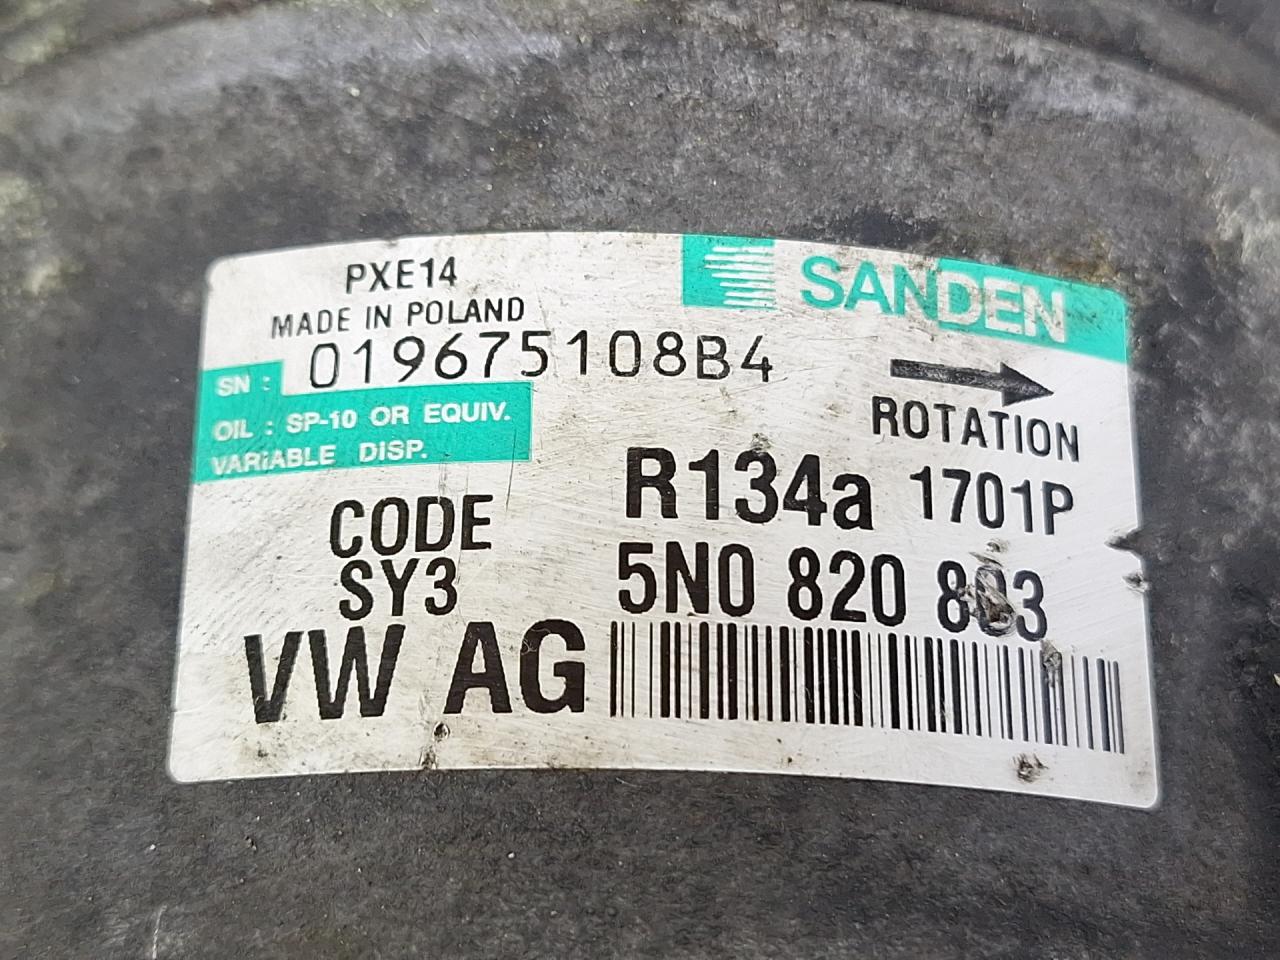 PXE14
SANDEN
MADE IN POLAND
SN : 019675108B4
ROTATION
OIL : SP-10 OR EQUIV.
VARiABLE DISP.
R134a 1701P
CODE
SY3
5N0 820 803
VW AG